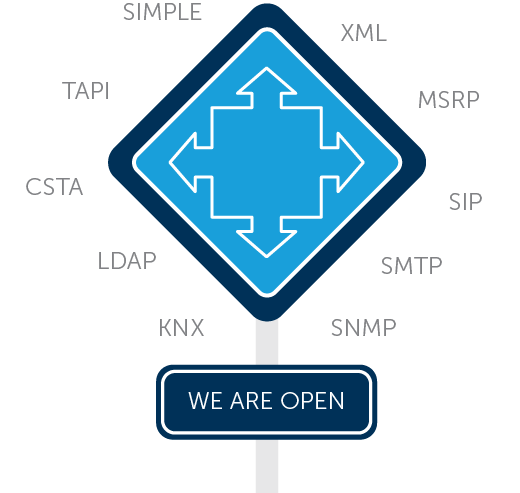 SIMPLE
XML
TAPI
MSRP
CSTA
SIP
LDAP
SMTP
KNX
SNMP
WE ARE OPEN